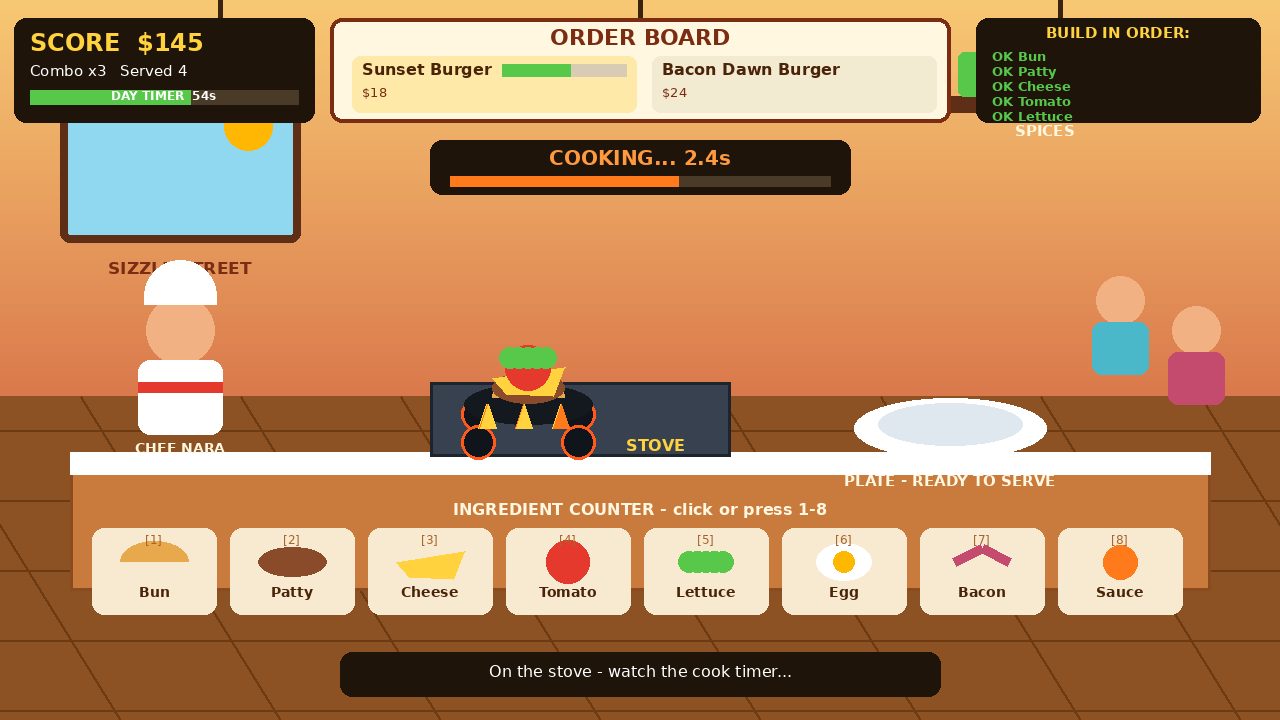 SCORE $145
Combo x3 Served 4
DAY TIMER 54s
ORDER BOARD
Sunset Burger
$18
Bacon Dawn Burger
$24
BUILD IN ORDER:
OK Bun
OK Patty
OK Cheese
OK Tomato
OK Lettuce
SPICES
COOKING... 2.4s
SIZZL TREET
CHEF NARA
STOVE
PLATE - READY TO SERVE
INGREDIENT COUNTER - click or press 1-8
[1] [2] [3] [4] [5] [6] [7] [8]
Bun Patty Cheese Tomato Lettuce Egg Bacon Sauce
On the stove - watch the cook timer...